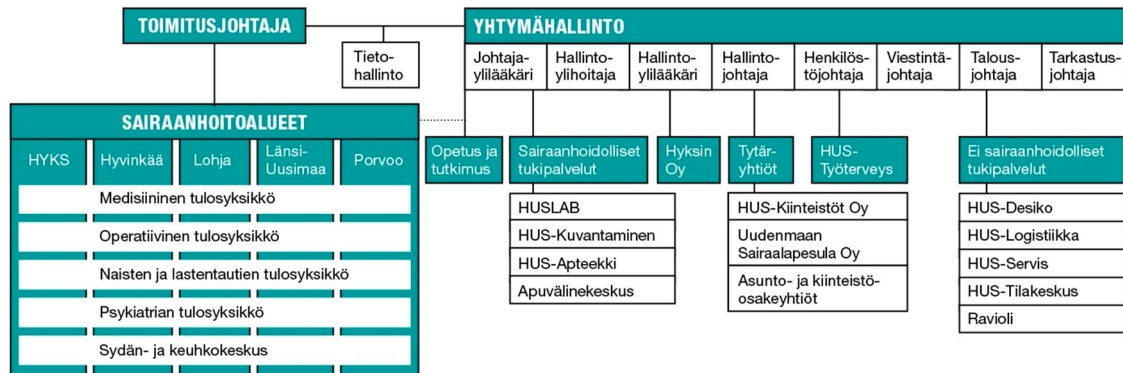 TOIMITUSJOHTAJA
YHTYMÄHALLINTO
Tieto-
hallinto
Johtaja-
ylilääkäri
Hallinto-
ylihoitaja
Hallinto-
ylilääkäri
Hallinto-
johtaja
Henkilös-
töjohtaja
Viestintä-
johtaja
Talous-
johtaja
Tarkastus-
johtaja
SAIRAANHOITOALUEET
HYKS
Hyvinkää
Lohja
Länsi-
Uusimaa
Porvoo
Medisiininen tulosyksikkö
Operatiivinen tulosyksikkö
Naisten ja lastentautien tulosyksikkö
Psykiatrian tulosyksikkö
Sydän- ja keuhkokeskus
Opetus ja
tutkimus
Sairaanhoidolliset
tukipalvelut
HUSLAB
HUS-Kuvantaminen
HUS-Apteekki
Apuvälinekeskus
Hyksin
Oy
Tytär-
yhtiöt
HUS-Kiinteistöt Oy
Uudenmaan
Sairaalapesula Oy
Asunto- ja kiinteistö-
osakeyhtiöt
HUS-
Työterveys
Ei sairaanhoidolliset
tukipalvelut
HUS-Desiko
HUS-Logistiikka
HUS-Servis
HUS-Tilakeskus
Ravioli